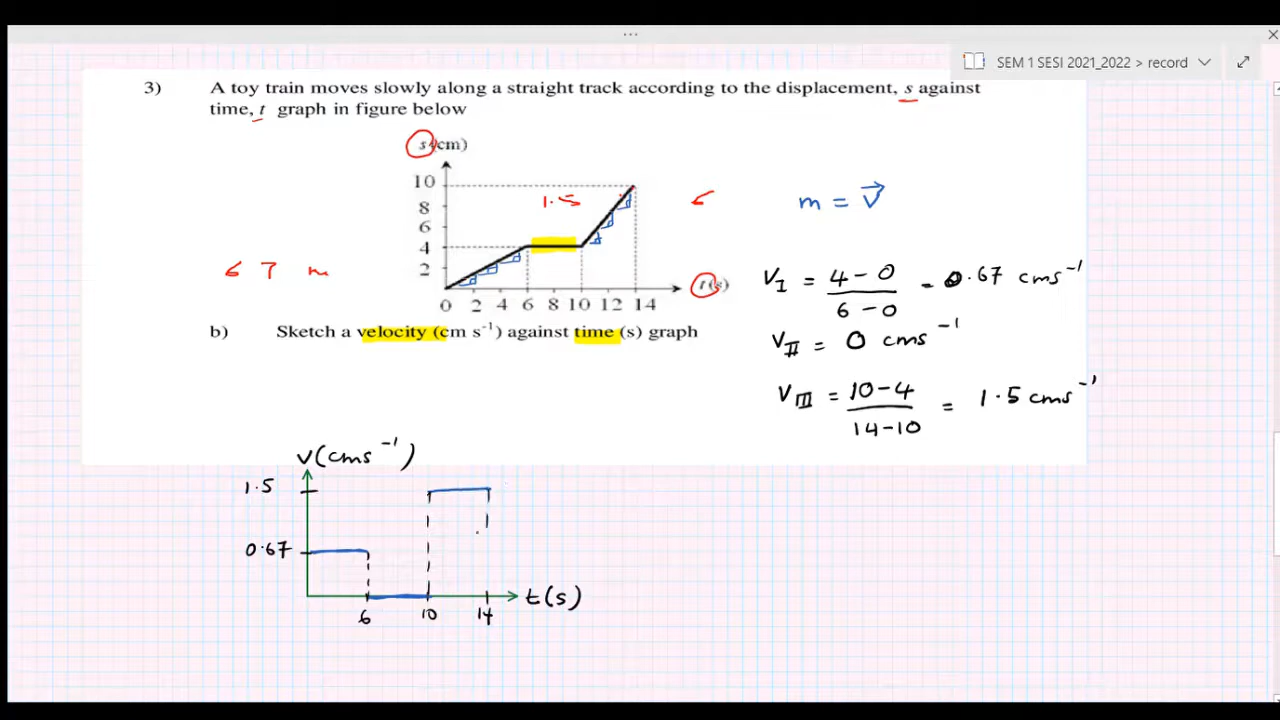 SEM 1 SESI 2021_2022 > record
3) A toy train moves slowly along a straight track according to the displacement, s against
time, t graph in figure below
s (cm)
10
8
6
4
2
0 2 4 6 8 10 12 14
t (s)
1.5
6
6 7 m
m = V
b) Sketch a velocity (cm s⁻¹) against time (s) graph
V_I = 4 - 0 / 6 - 0 = 0.67 cms⁻¹
V_II = 0 cms⁻¹
V_III = 10 - 4 / 14 - 10 = 1.5 cms⁻¹
V(cms⁻¹)
1.5
0.67
6 10 14
t(s)